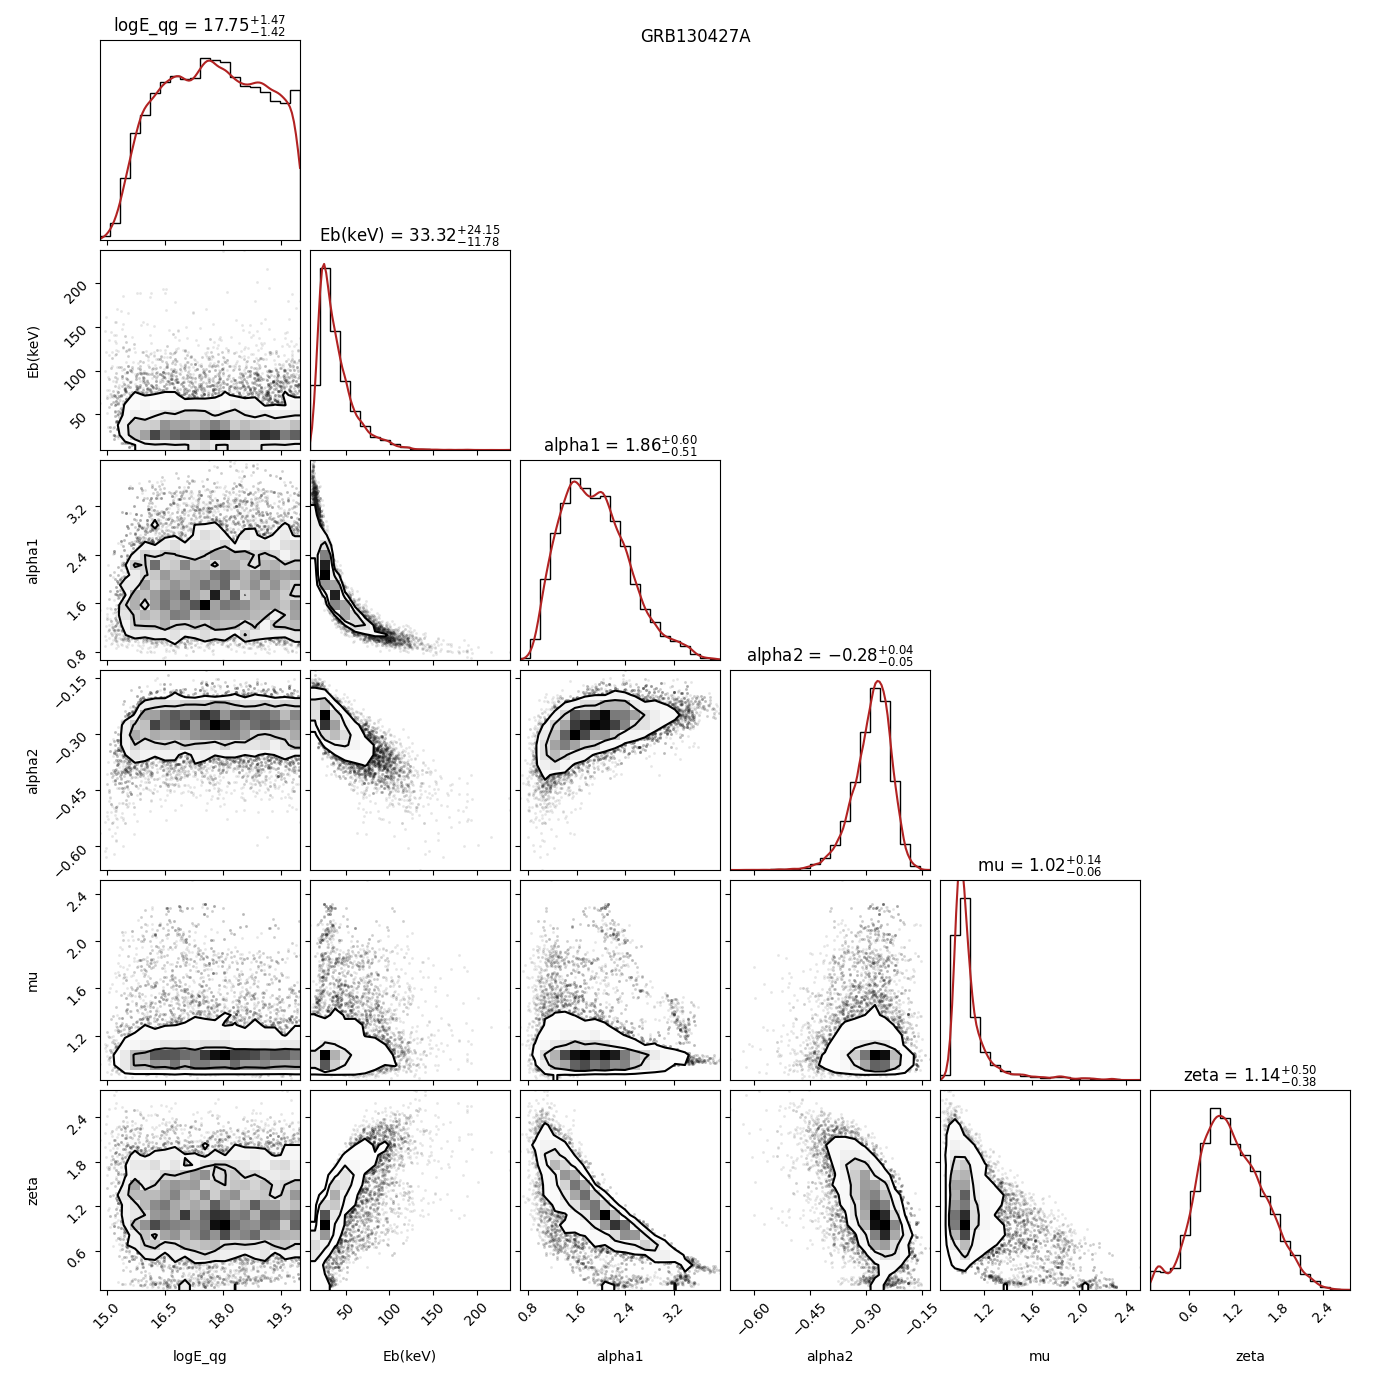 GRB130427A
logE_qg = 17.75+1.47−1.42
Eb(keV) = 33.32+24.15−11.78
Eb(keV)
200
150
100
50
alpha1 = 1.86+0.60−0.51
alpha1
3.2
2.4
1.6
0.8
alpha2 = −0.28+0.04−0.05
alpha2
−0.15
−0.30
−0.45
−0.60
mu = 1.02+0.14−0.06
mu
2.4
2.0
1.6
1.2
zeta = 1.14+0.50−0.38
zeta
2.4
1.8
1.2
0.6
15.0 16.5 18.0 19.5 50 100 150 200 0.8 1.6 2.4 3.2 −0.60 −0.45 −0.30 −0.15 1.2 1.6 2.0 2.4 0.6 1.2 1.8 2.4
logE_qg Eb(keV) alpha1 alpha2 mu zeta